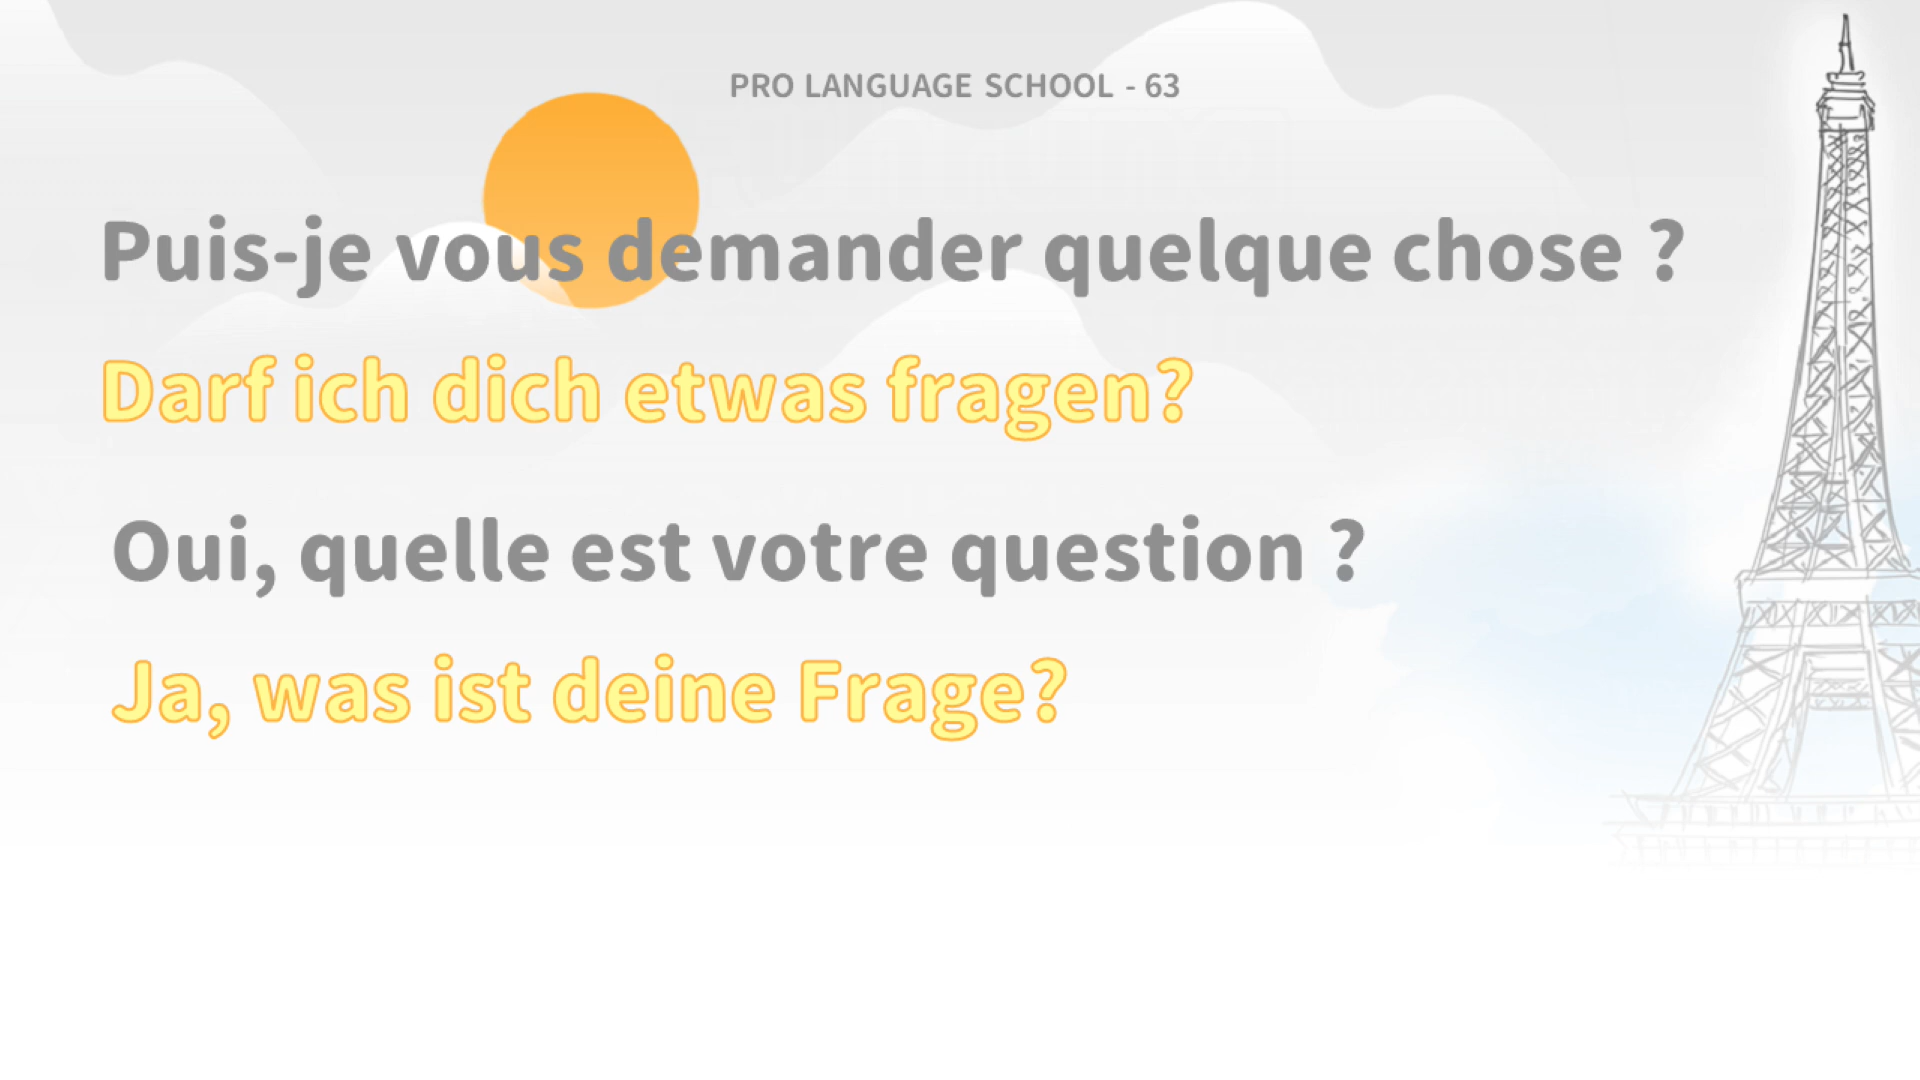 PRO LANGUAGE SCHOOL - 63
Puis-je vous demander quelque chose ?
Darf ich dich etwas fragen?
Oui, quelle est votre question ?
Ja, was ist deine Frage?